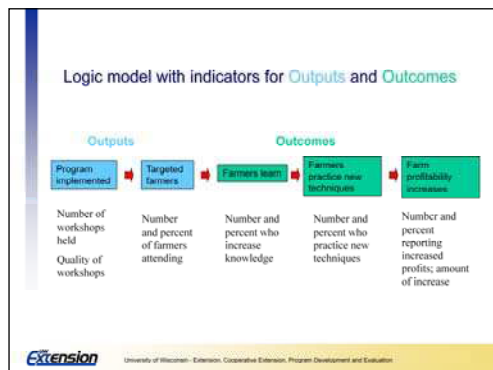 Logic model with indicators for Outputs and Outcomes
Outputs
Outcomes
Program
implemented
Targeted
farmers
Farmers learn
Farmers
practice new
techniques
Farm
profitability
increases
Number of
workshops
held
Quality of
workshops
Number
and percent
of farmers
attending
Number and
percent who
increase
knowledge
Number and
percent who
practice new
techniques
Number and
percent
reporting
increased
profits; amount
of increase
Extension
University of Wisconsin - Extension, Cooperative Extension, Program Development and Evaluation